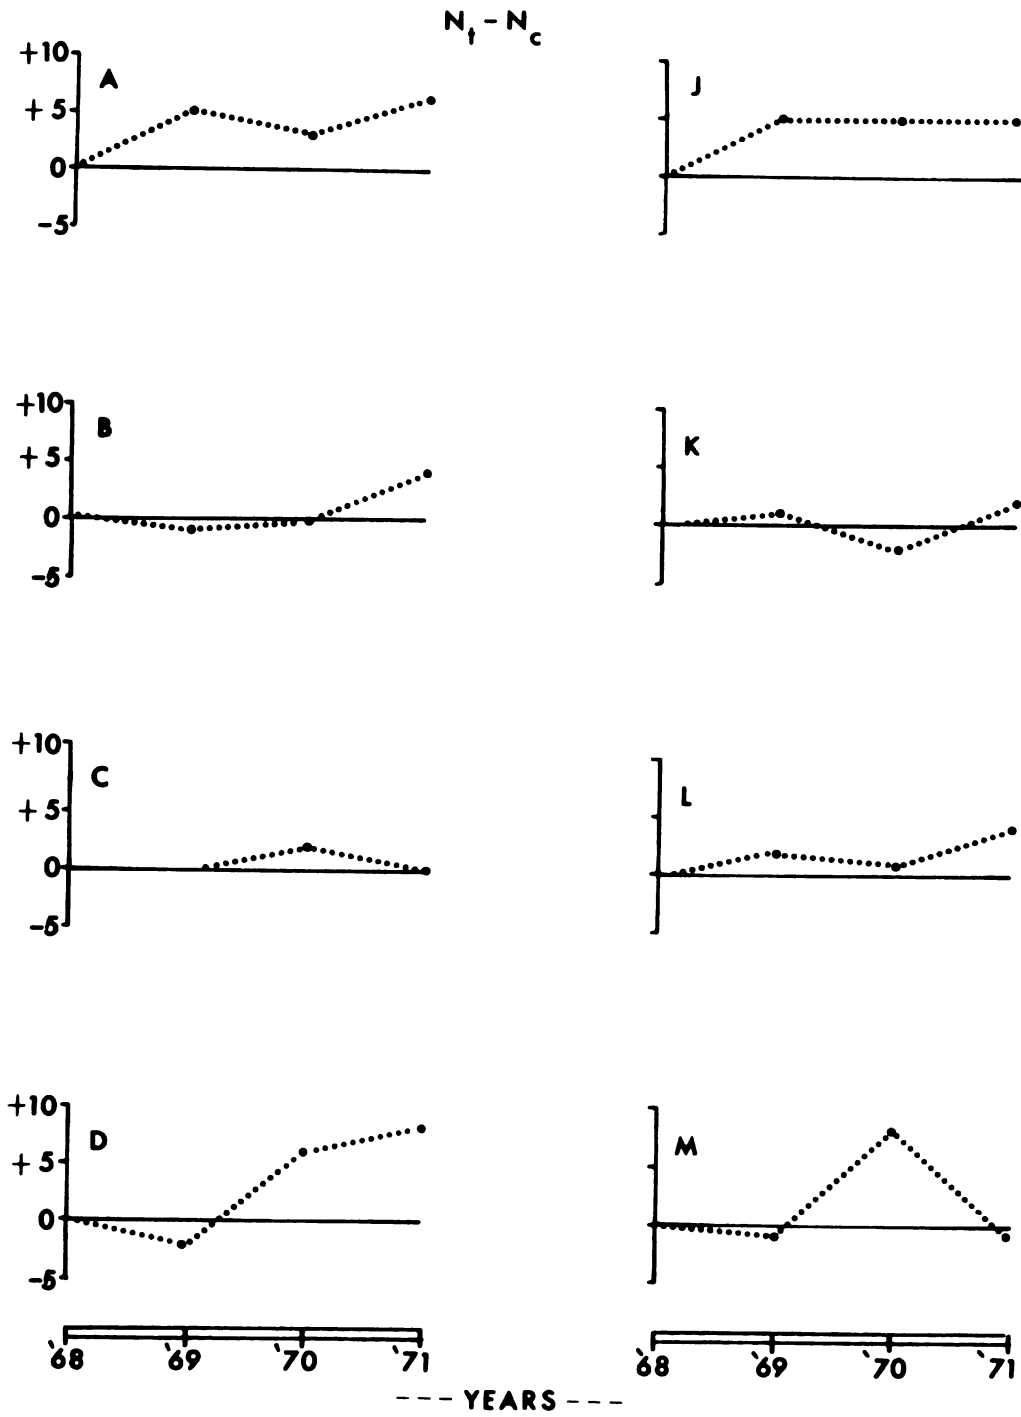 Nt – Nc
+10
A
+ 5
0
–5
J
+10
B
+ 5
0
–5
K
+10
C
+ 5
0
–5
L
+10
D
+ 5
0
–5
M
'68 '69 '70 '71
'68 '69 '70 '71
--- YEARS ---